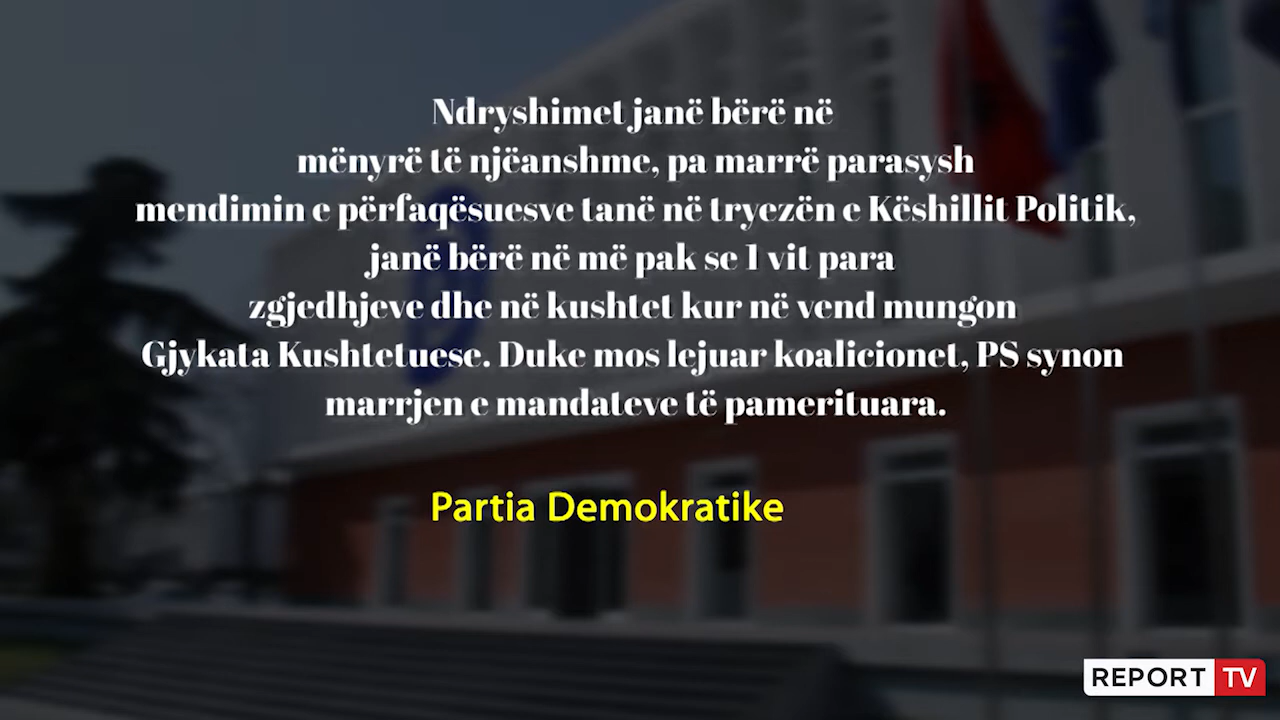 Ndryshimet janë bërë në
mënyrë të njëanshme, pa marrë parasysh
mendimin e përfaqësuesve tanë në tryezën e Këshillit Politik,
janë bërë në më pak se 1 vit para
zgjedhjeve dhe në kushtet kur në vend mungon
Gjykata Kushtetuese. Duke mos lejuar koalicionet, PS synon
marrjen e mandateve të pamerituara.
Partia Demokratike
REPORT TV